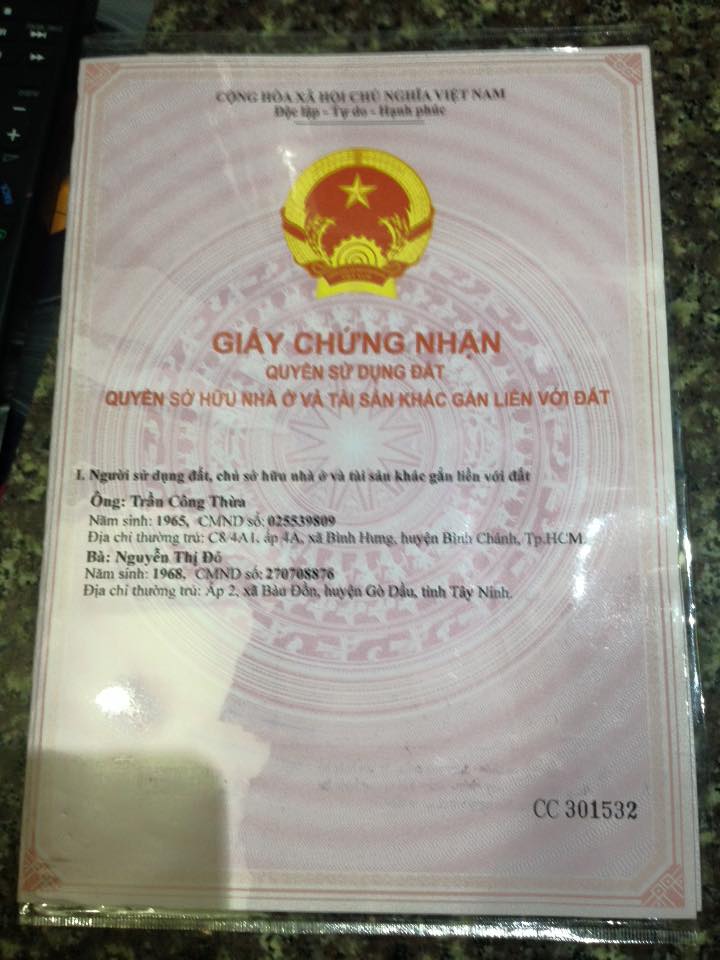 CỘNG HÒA XÃ HỘI CHỦ NGHĨA VIỆT NAM
Độc lập - Tự do - Hạnh phúc
GIẤY CHỨNG NHẬN
QUYỀN SỬ DỤNG ĐẤT
QUYỀN SỞ HỮU NHÀ Ở VÀ TÀI SẢN KHÁC GẮN LIỀN VỚI ĐẤT
I. Người sử dụng đất, chủ sở hữu nhà ở và tài sản khác gắn liền với đất
Ông: Trần Công Thừa
Năm sinh: 1965, CMND số: 025539809
Địa chỉ thường trú: C8/4A1, ấp 4A, xã Bình Hưng, huyện Bình Chánh, Tp.HCM.
Bà: Nguyễn Thị Đô
Năm sinh: 1968, CMND số: 270708876
Địa chỉ thường trú: Ấp 2, xã Bàu Đồn, huyện Gò Dầu, tỉnh Tây Ninh.
CC 301532